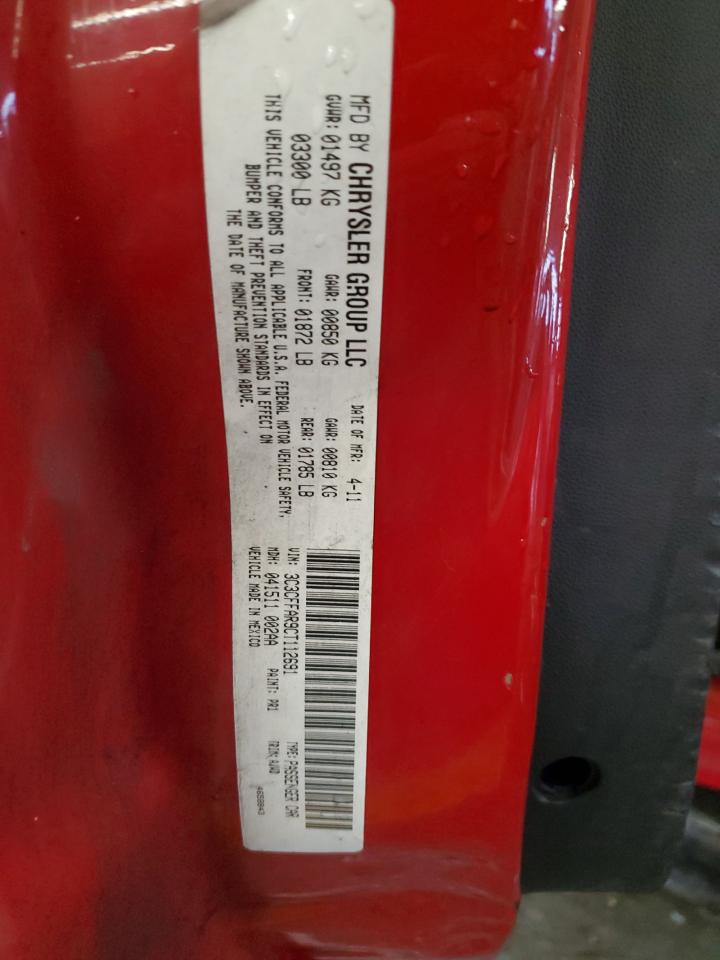 MFD BY CHRYSLER GROUP LLC DATE OF MFR: 4-11
GVWR: 01497 KG GAWR: 00850 KG GAWR: 00810 KG
03300 LB FRONT: 01872 LB REAR: 01785 LB
THIS VEHICLE CONFORMS TO ALL APPLICABLE U.S.A. FEDERAL MOTOR VEHICLE SAFETY,
BUMPER AND THEFT PREVENTION STANDARDS IN EFFECT ON
THE DATE OF MANUFACTURE SHOWN ABOVE.
VIN: 3C3CFFAR9CT112691 TYPE: PASSENGER CAR
MDH: 041511 002AA PAINT: PR1 TRIM:
VEHICLE MADE IN MEXICO